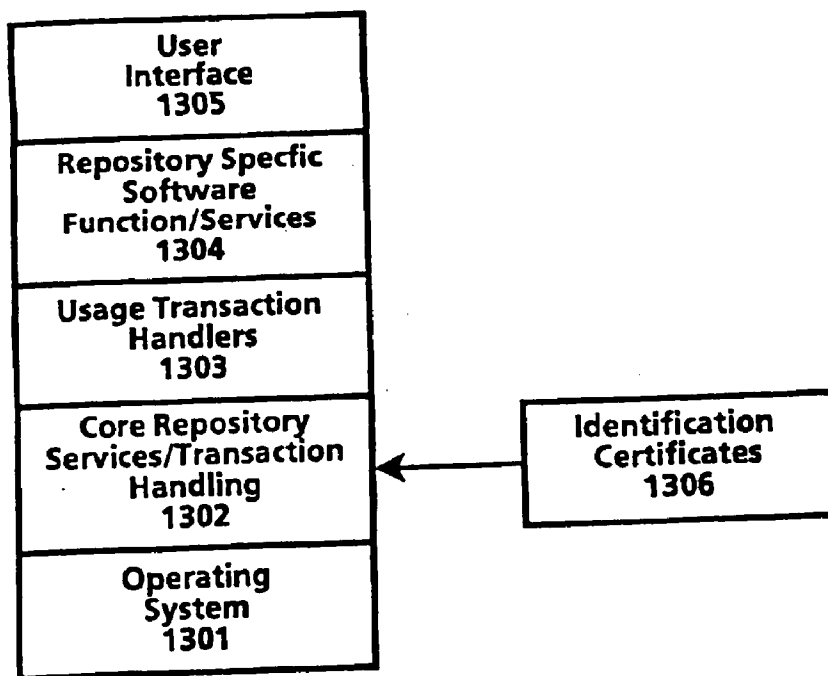 User
Interface
1305
Repository Specfic
Software
Function/Services
1304
Usage Transaction
Handlers
1303
Core Repository
Services/Transaction
Handling
1302
Operating
System
1301
Identification
Certificates
1306